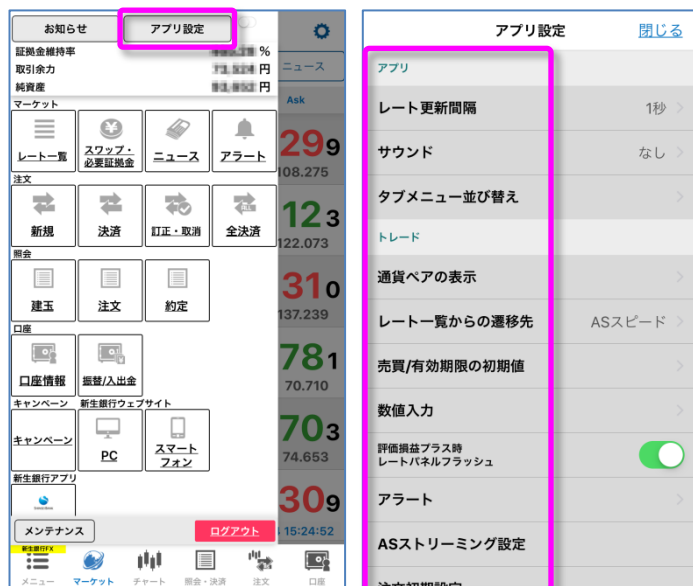 お知らせ アプリ設定
証拠金維持率 %
取引余力 円
純資産 円
マーケット
レート一覧 スワップ・必要証拠金 ニュース アラート
注文
新規 決済 訂正・取消 全決済
照会
建玉 注文 約定
口座
口座情報 振替/入出金
キャンペーン 新生銀行ウェブサイト
キャンペーン PC スマートフォン
新生銀行アプリ
メンテナンス ログアウト
新生銀行FX
メニュー マーケット チャート 照会・決済 注文 口座
ニュース
Ask
299
108.275
123
122.073
310
137.239
781
70.710
703
74.653
309
15:24:52
アプリ設定 閉じる
アプリ
レート更新間隔 1秒
サウンド なし
タブメニュー並び替え
トレード
通貨ペアの表示
レート一覧からの遷移先 ASスピード
売買/有効期限の初期値
数値入力
評価損益プラス時
レートパネルフラッシュ
アラート
ASストリーミング設定